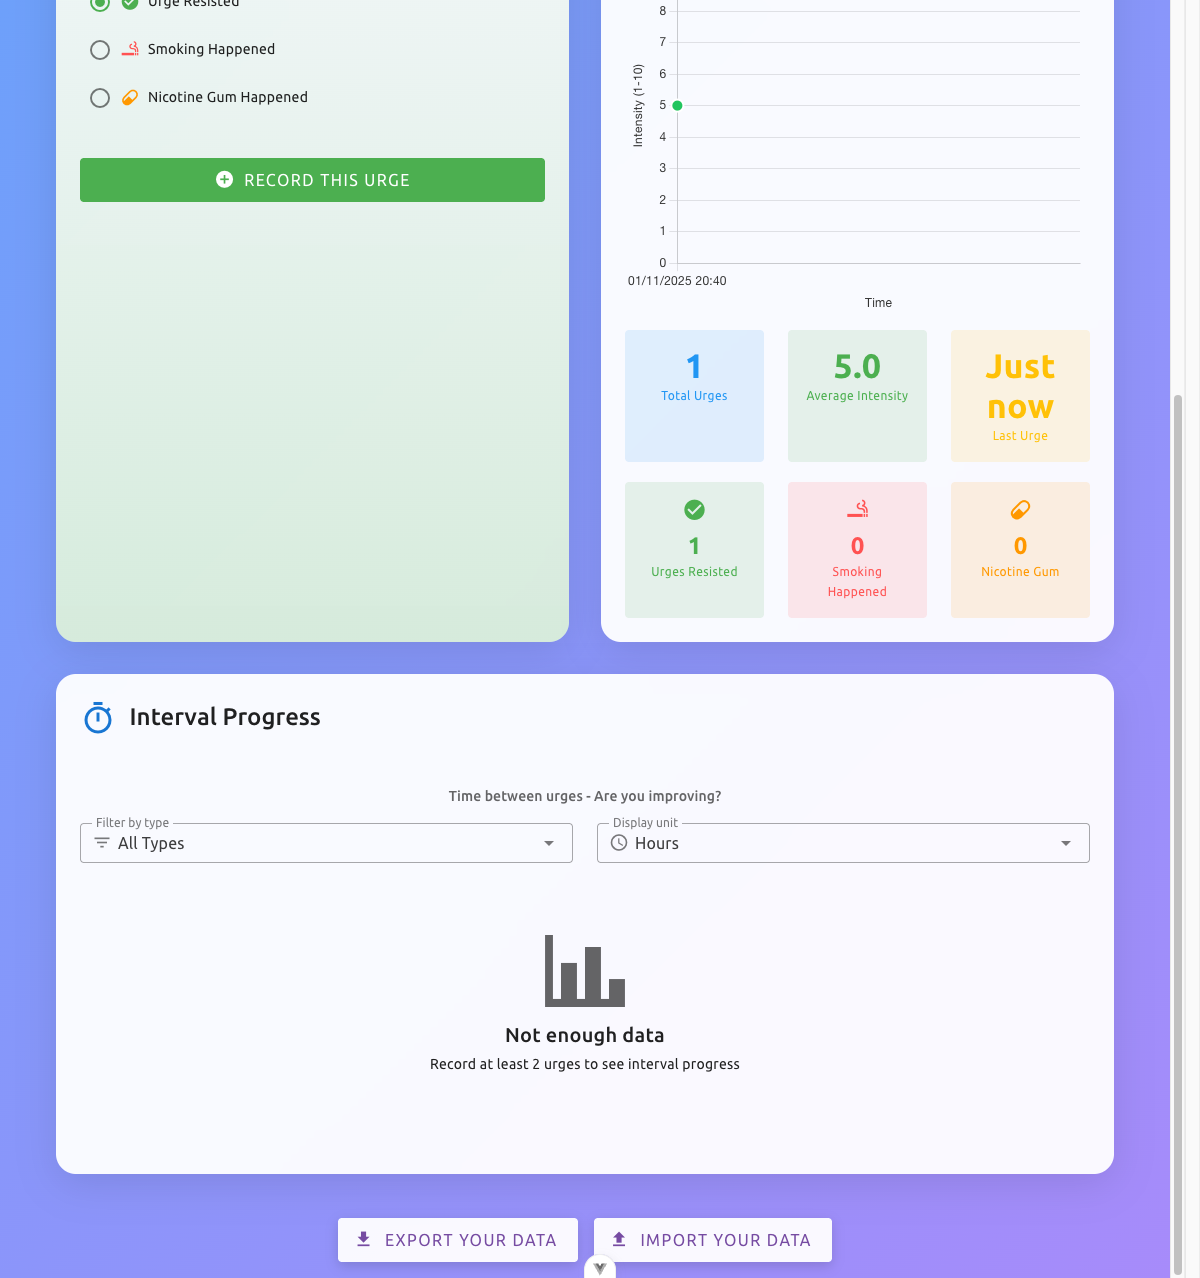 Urge Resisted
Smoking Happened
Nicotine Gum Happened
RECORD THIS URGE
8
7
6
5
4
3
2
1
0
Intensity (1-10)
01/11/2025 20:40
Time
1
Total Urges
5.0
Average Intensity
Just
now
Last Urge
1
Urges Resisted
0
Smoking
Happened
0
Nicotine Gum
Interval Progress
Time between urges - Are you improving?
Filter by type
All Types
Display unit
Hours
Not enough data
Record at least 2 urges to see interval progress
EXPORT YOUR DATA
IMPORT YOUR DATA